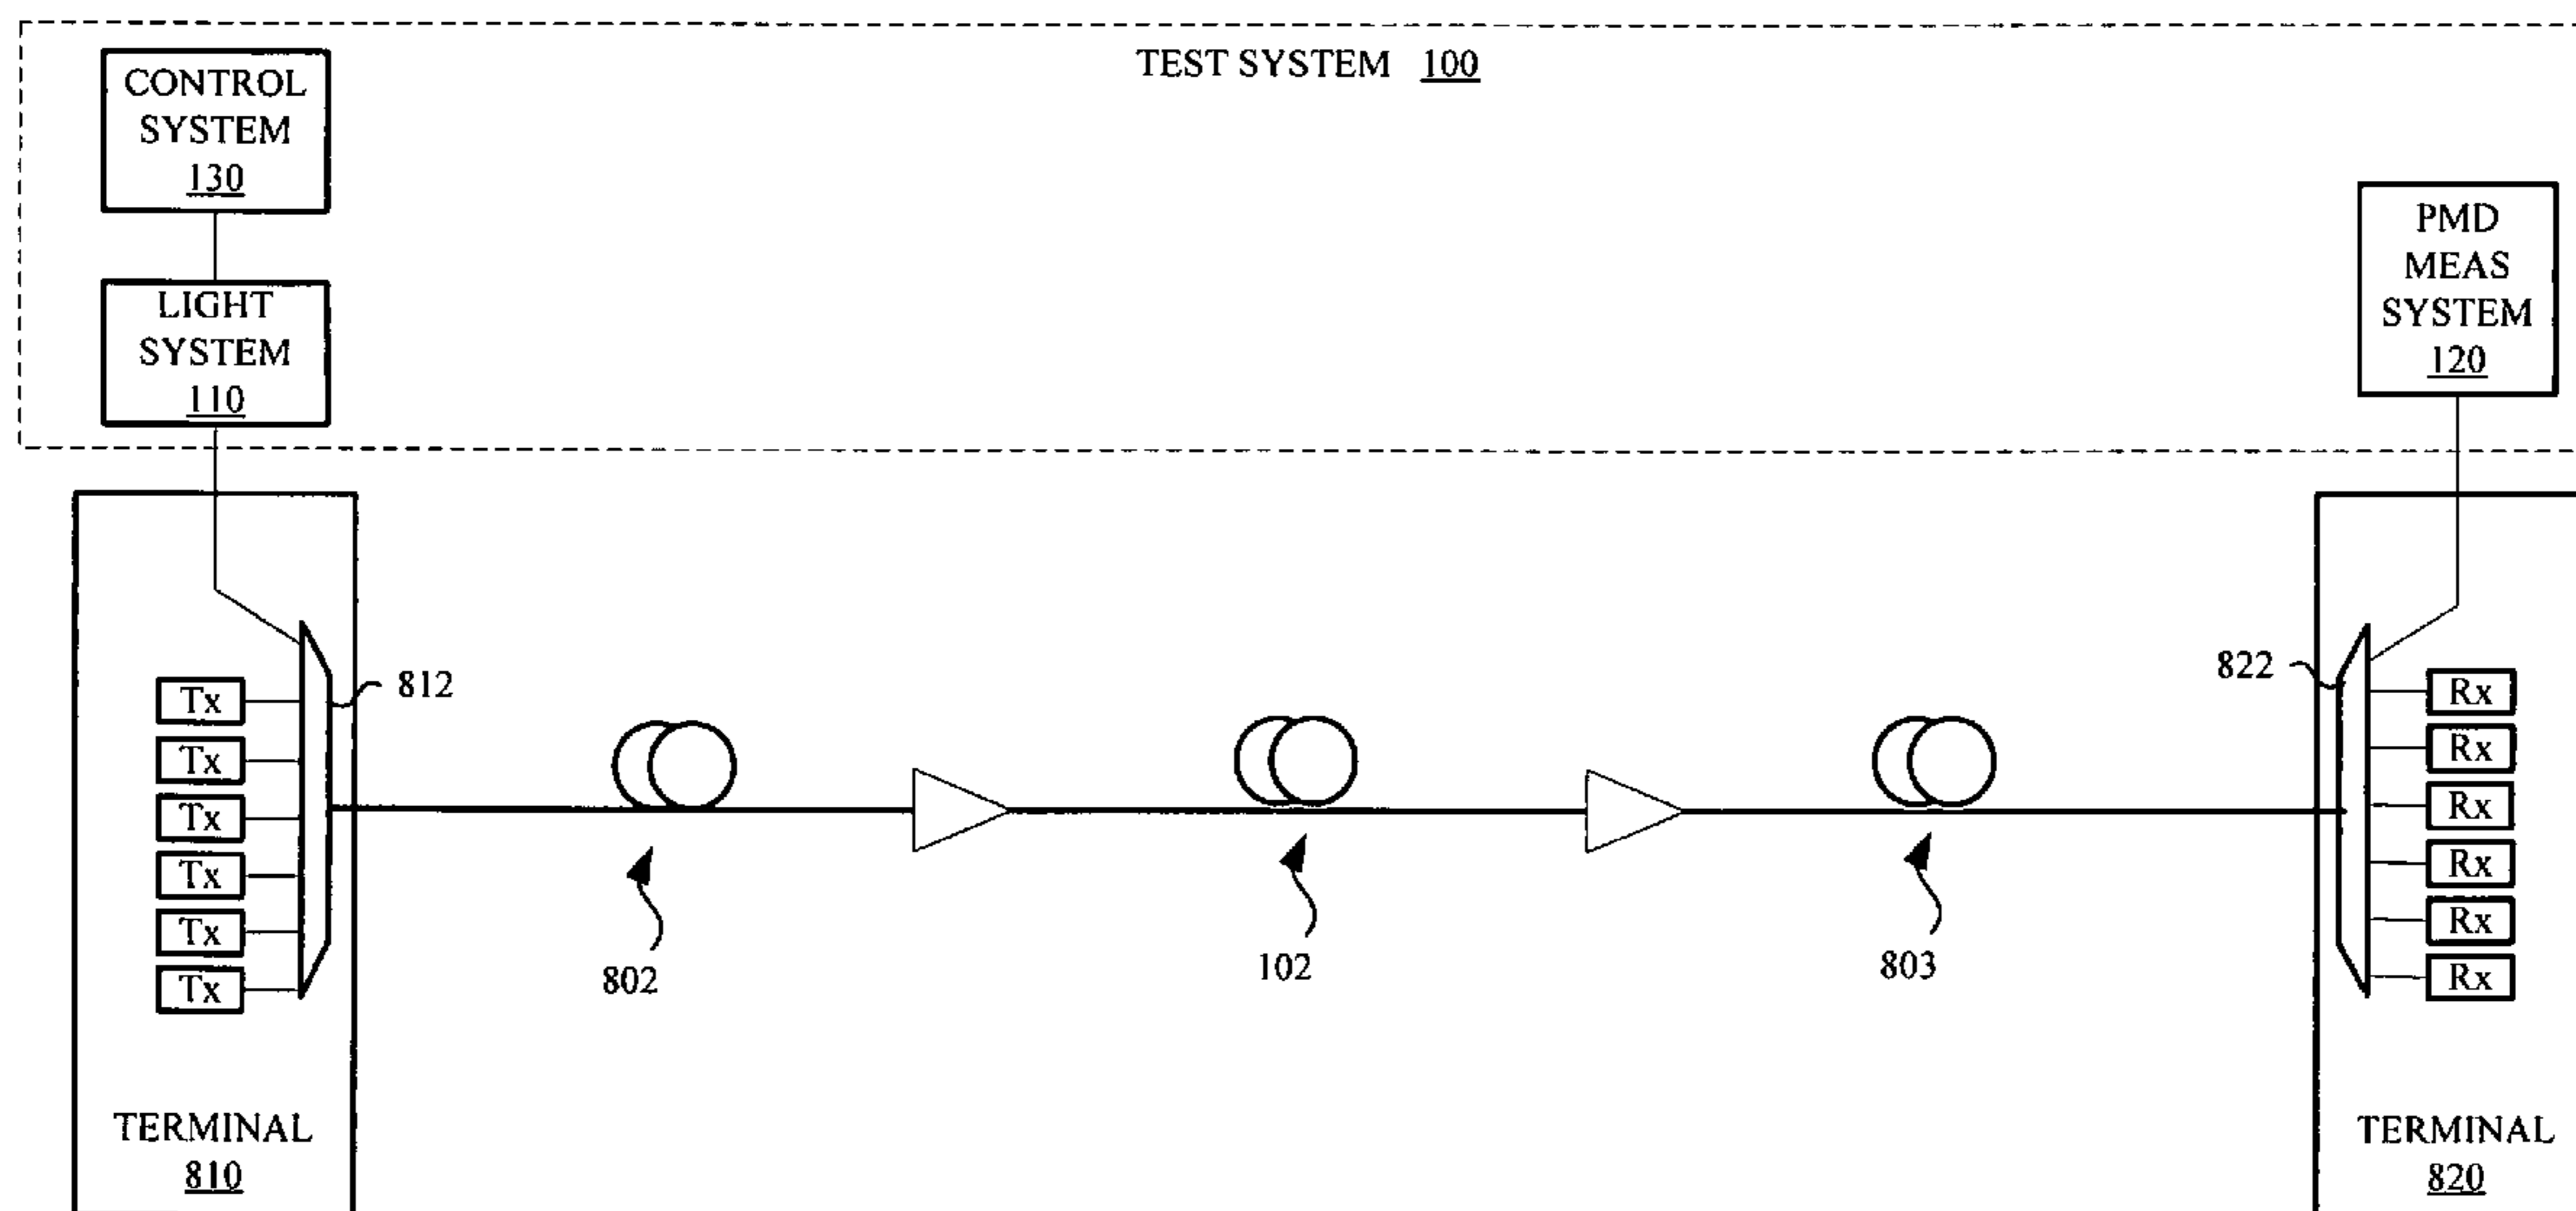 TEST SYSTEM 100
CONTROL
SYSTEM
130
LIGHT
SYSTEM
110
PMD
MEAS
SYSTEM
120
812
Tx
Tx
Tx
Tx
Tx
Tx
802
102
803
822
Rx
Rx
Rx
Rx
Rx
Rx
TERMINAL
810
TERMINAL
820